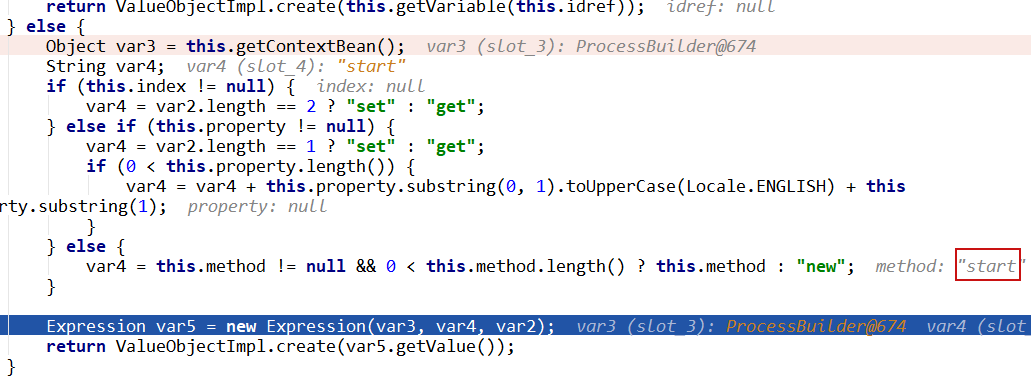 return ValueObjectImpl.create(this.getVariable(this.idref)); idref: null
} else {
Object var3 = this.getContextBean(); var3 (slot_3): ProcessBuilder@674
String var4; var4 (slot_4): "start"
if (this.index != null) { index: null
var4 = var2.length == 2 ? "set" : "get";
} else if (this.property != null) {
var4 = var2.length == 1 ? "set" : "get";
if (0 < this.property.length()) {
var4 = var4 + this.property.substring(0, 1).toUpperCase(Locale.ENGLISH) + this
rty.substring(1); property: null
}
} else {
var4 = this.method != null && 0 < this.method.length() ? this.method : "new"; method: "start"
}
Expression var5 = new Expression(var3, var4, var2); var3 (slot_3): ProcessBuilder@674 var4 (slot
return ValueObjectImpl.create(var5.getValue());
}